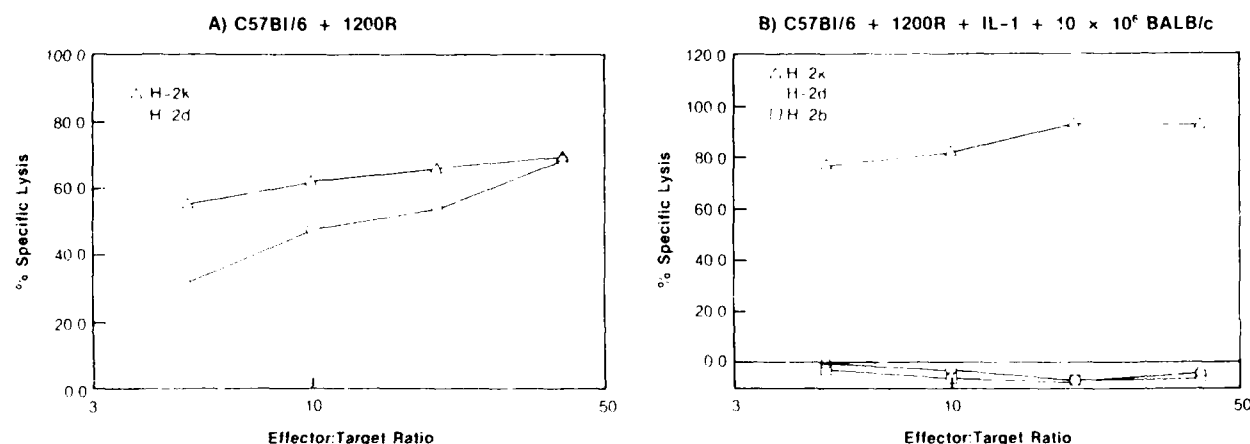 A) C57Bl/6 + 1200R
100 0
80 0
60 0
40 0
20 0
0 0
% Specific Lysis
△ H-2k
H-2d
3
10
50
Effector:Target Ratio
B) C57Bl/6 + 1200R + IL-1 + 10 × 10⁶ BALB/c
120 0
100 0
80 0
60 0
40 0
20 0
0 0
% Specific Lysis
△ H-2k
H-2d
□ H-2b
3
10
50
Effector:Target Ratio